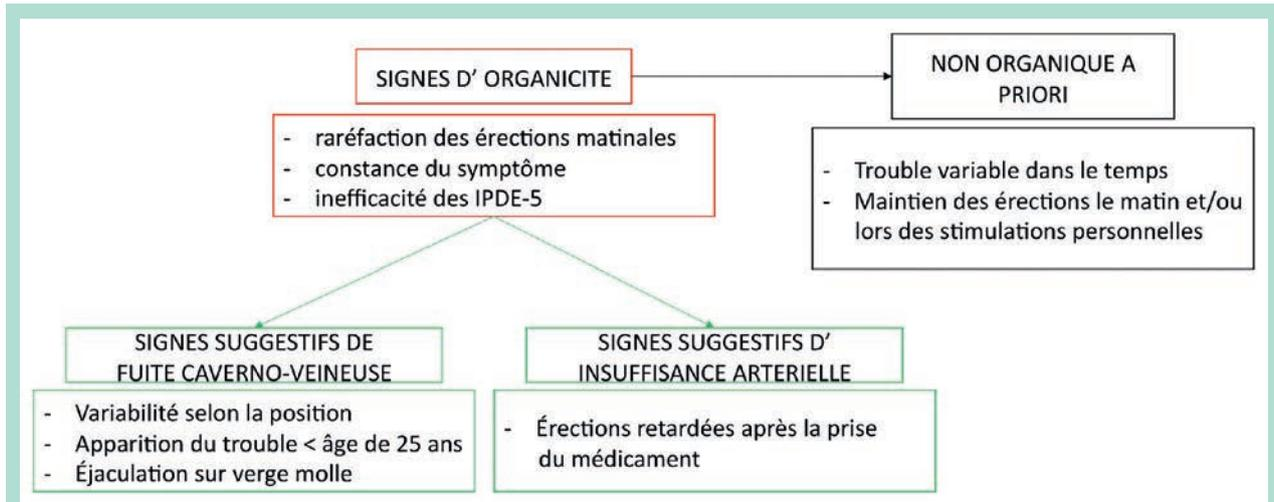 SIGNES D' ORGANICITE
- raréfaction des érections matinales
- constance du symptôme
- inefficacité des IPDE-5
NON ORGANIQUE A
PRIORI
- Trouble variable dans le temps
- Maintien des érections le matin et/ou
lors des stimulations personnelles
SIGNES SUGGESTIFS DE
FUITE CAVERNO-VEINEUSE
- Variabilité selon la position
- Apparition du trouble < âge de 25 ans
- Éjaculation sur verge molle
SIGNES SUGGESTIFS D'
INSUFFISANCE ARTERIELLE
- Érections retardées après la prise
du médicament